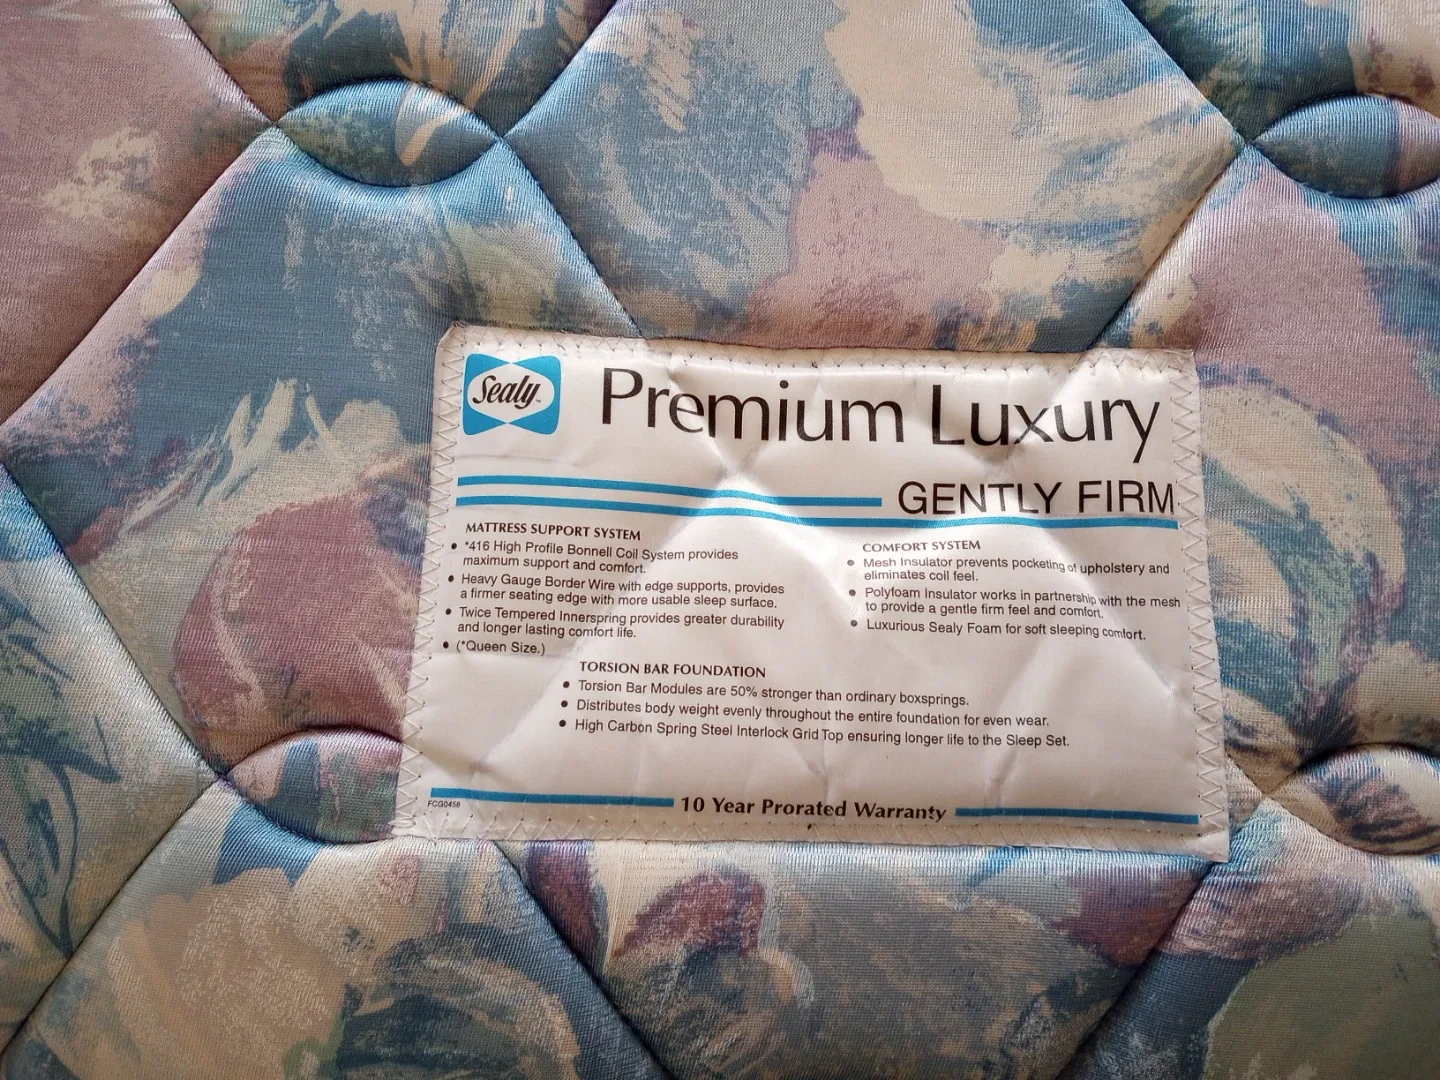 Sealy
Premium Luxury
GENTLY FIRM
MATTRESS SUPPORT SYSTEM
• *416 High Profile Bonnell Coil System provides
maximum support and comfort.
• Heavy Gauge Border Wire with edge supports, provides
a firmer seating edge with more usable sleep surface.
• Twice Tempered Innerspring provides greater durability
and longer lasting comfort life.
• (*Queen Size.)
COMFORT SYSTEM
• Mesh Insulator prevents pocketing of upholstery and
eliminates coil feel.
• Polyfoam Insulator works in partnership with the mesh
to provide a gentle firm feel and comfort.
• Luxurious Sealy Foam for soft sleeping comfort.
TORSION BAR FOUNDATION
• Torsion Bar Modules are 50% stronger than ordinary boxsprings.
• Distributes body weight evenly throughout the entire foundation for even wear.
• High Carbon Spring Steel Interlock Grid Top ensuring longer life to the Sleep Set.
FCG0458
10 Year Prorated Warranty